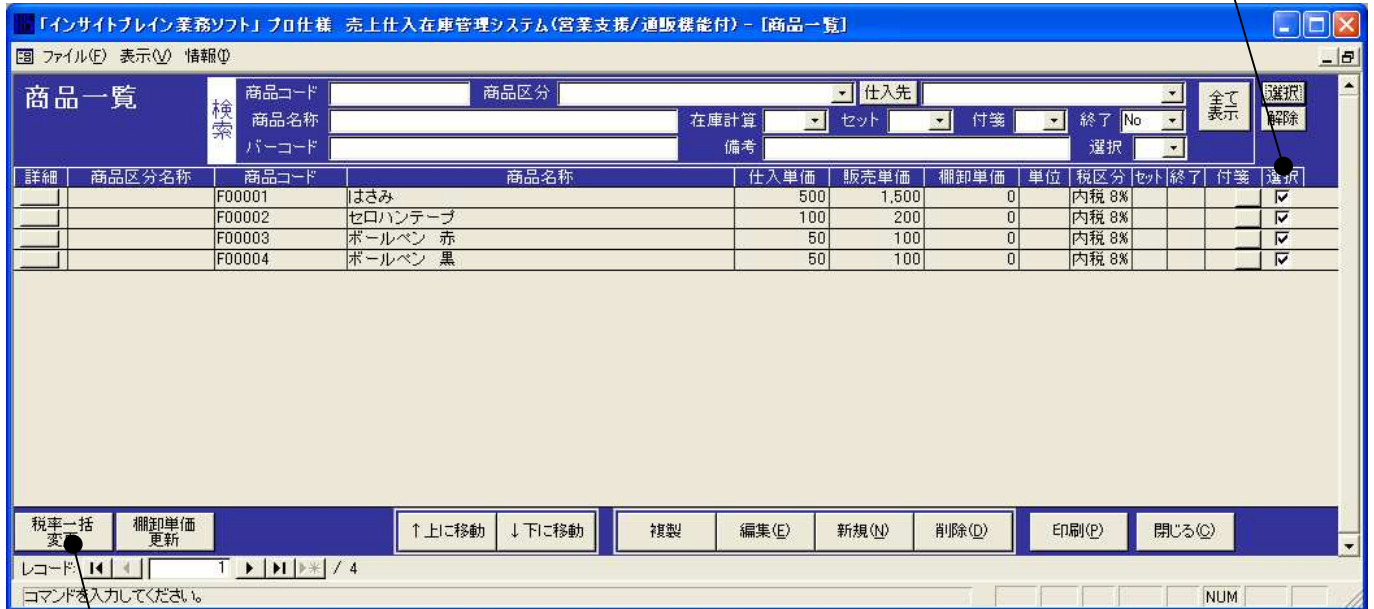 「インサイトブレイン業務ソフト」プロ仕様 売上仕入在庫管理システム(営業支援/通販機能付) - [商品一覧]
ファイル(F) 表示(V) 情報(I)
商品一覧
検索
商品コード 商品区分 仕入先 全て表示 選択
商品名称 在庫計算 セット 付箋 終了 No 解除
バーコード 備考 選択
詳細 商品区分名称 商品コード 商品名称 仕入単価 販売単価 棚卸単価 単位 税区分 セット 終了 付箋 選択
F00001 はさみ 500 1,500 0 内税 8%
F00002 セロハンテープ 100 200 0 内税 8%
F00003 ボールペン 赤 50 100 0 内税 8%
F00004 ボールペン 黒 50 100 0 内税 8%
税率一括変更 棚卸単価更新 ↑上に移動 ↓下に移動 複製 編集(E) 新規(N) 削除(D) 印刷(P) 閉じる(C)
レコード: 1 / 4
コマンドを入力してください。 NUM